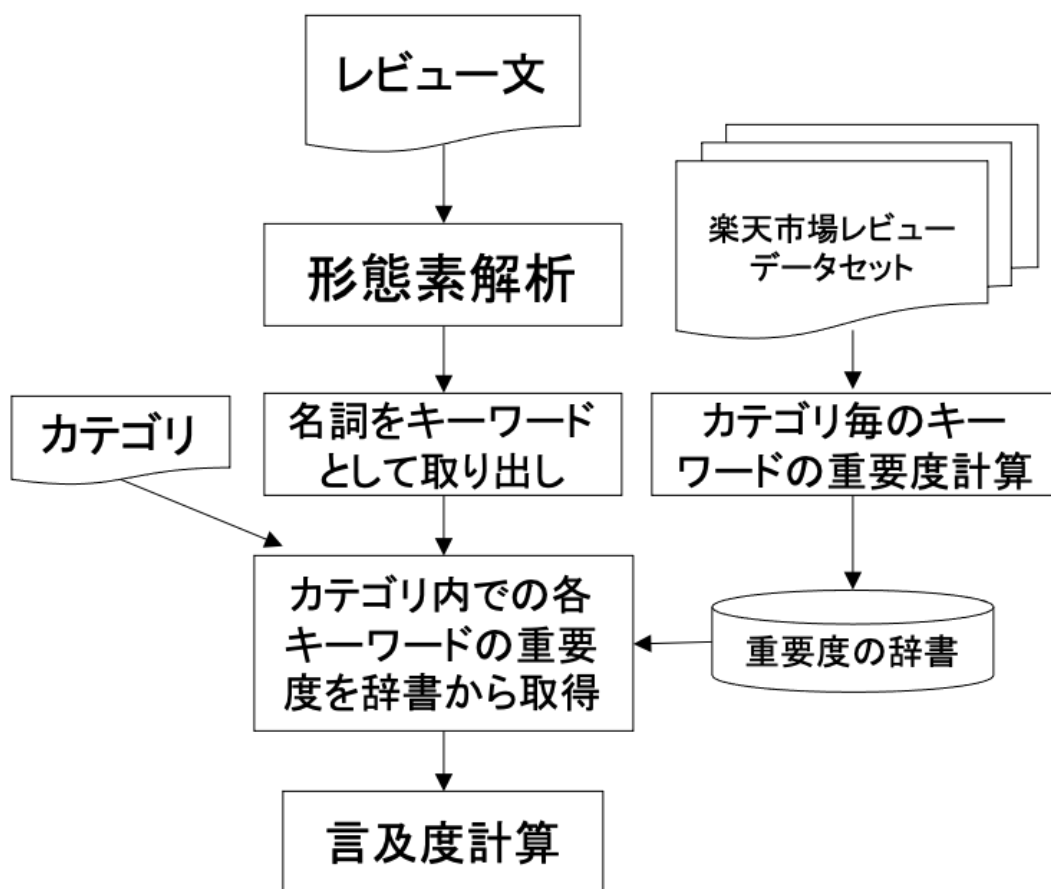 レビュー文
楽天市場レビュー
データセット
形態素解析
カテゴリ
名詞をキーワード
として取り出し
カテゴリ毎のキー
ワードの重要度計算
カテゴリ内での各
キーワードの重要
度を辞書から取得
重要度の辞書
言及度計算